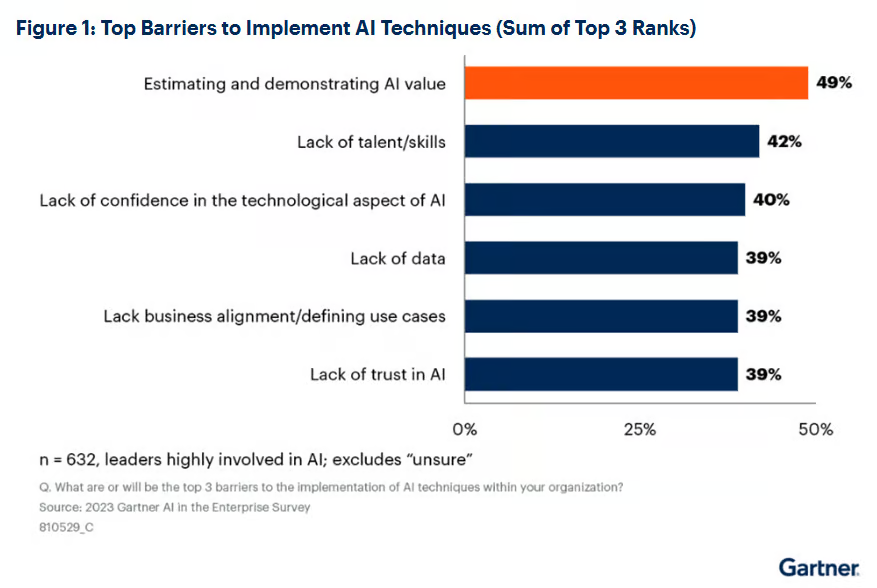 Figure 1: Top Barriers to Implement AI Techniques (Sum of Top 3 Ranks)
Estimating and demonstrating AI value 49%
Lack of talent/skills 42%
Lack of confidence in the technological aspect of AI 40%
Lack of data 39%
Lack business alignment/defining use cases 39%
Lack of trust in AI 39%
0% 25% 50%
n = 632, leaders highly involved in AI; excludes “unsure”
Q. What are or will be the top 3 barriers to the implementation of AI techniques within your organization?
Source: 2023 Gartner AI in the Enterprise Survey
810529_C
Gartner